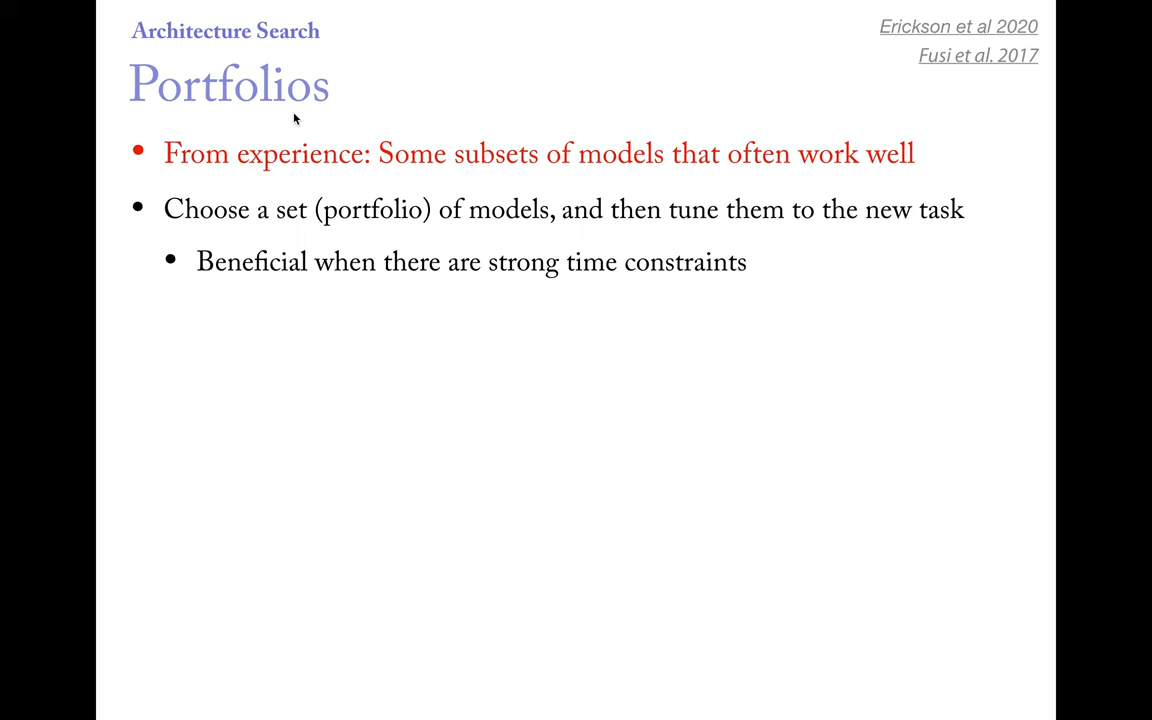 Architecture Search
Erickson et al 2020
Portfolios
Fusi et al. 2017
• From experience: Some subsets of models that often work well
• Choose a set (portfolio) of models, and then tune them to the new task
• Beneficial when there are strong time constraints